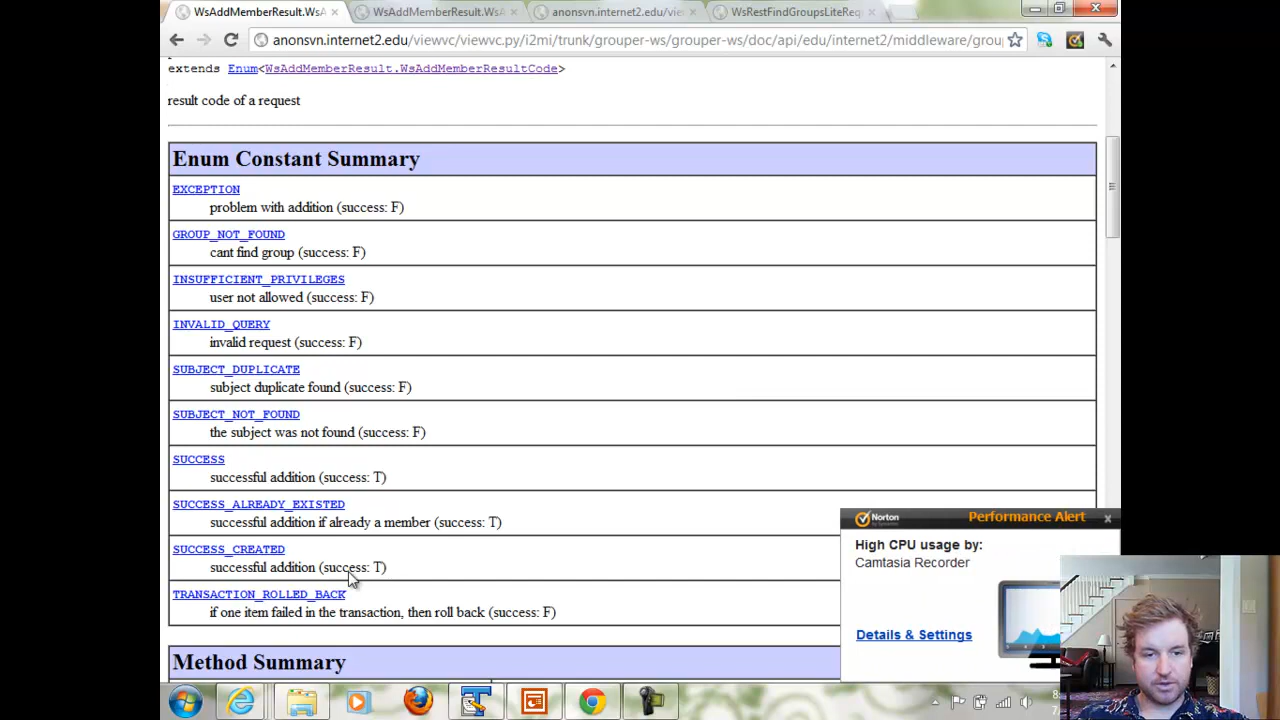 WsAddMemberResult.WsA
WsAddMemberResult.WsA
anonsvn.internet2.edu/vie
WsRestFindGroupsLiteReq
anonsvn.internet2.edu/viewvc/viewvc.py/i2mi/trunk/grouper-ws/grouper-ws/doc/api/edu/internet2/middleware/grou
extends Enum<WsAddMemberResult.WsAddMemberResultCode>
result code of a request
Enum Constant Summary
EXCEPTION
problem with addition (success: F)
GROUP_NOT_FOUND
cant find group (success: F)
INSUFFICIENT_PRIVILEGES
user not allowed (success: F)
INVALID_QUERY
invalid request (success: F)
SUBJECT_DUPLICATE
subject duplicate found (success: F)
SUBJECT_NOT_FOUND
the subject was not found (success: F)
SUCCESS
successful addition (success: T)
SUCCESS_ALREADY_EXISTED
successful addition if already a member (success: T)
SUCCESS_CREATED
successful addition (success: T)
TRANSACTION_ROLLED_BACK
if one item failed in the transaction, then roll back (success: F)
Method Summary
Norton
by Symantec
Performance Alert
High CPU usage by:
Camtasia Recorder
Details & Settings